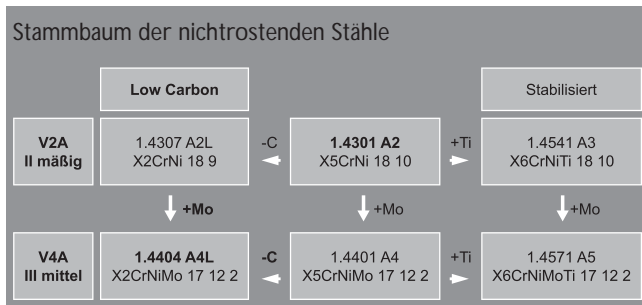 Stammbaum der nichtrostenden Stähle
Low Carbon
Stabilisiert
V2A
II mäßig
1.4307 A2L
X2CrNi 18 9
-C
1.4301 A2
X5CrNi 18 10
+Ti
1.4541 A3
X6CrNiTi 18 10
+Mo
+Mo
+Mo
V4A
III mittel
1.4404 A4L
X2CrNiMo 17 12 2
-C
1.4401 A4
X5CrNiMo 17 12 2
+Ti
1.4571 A5
X6CrNiMoTi 17 12 2